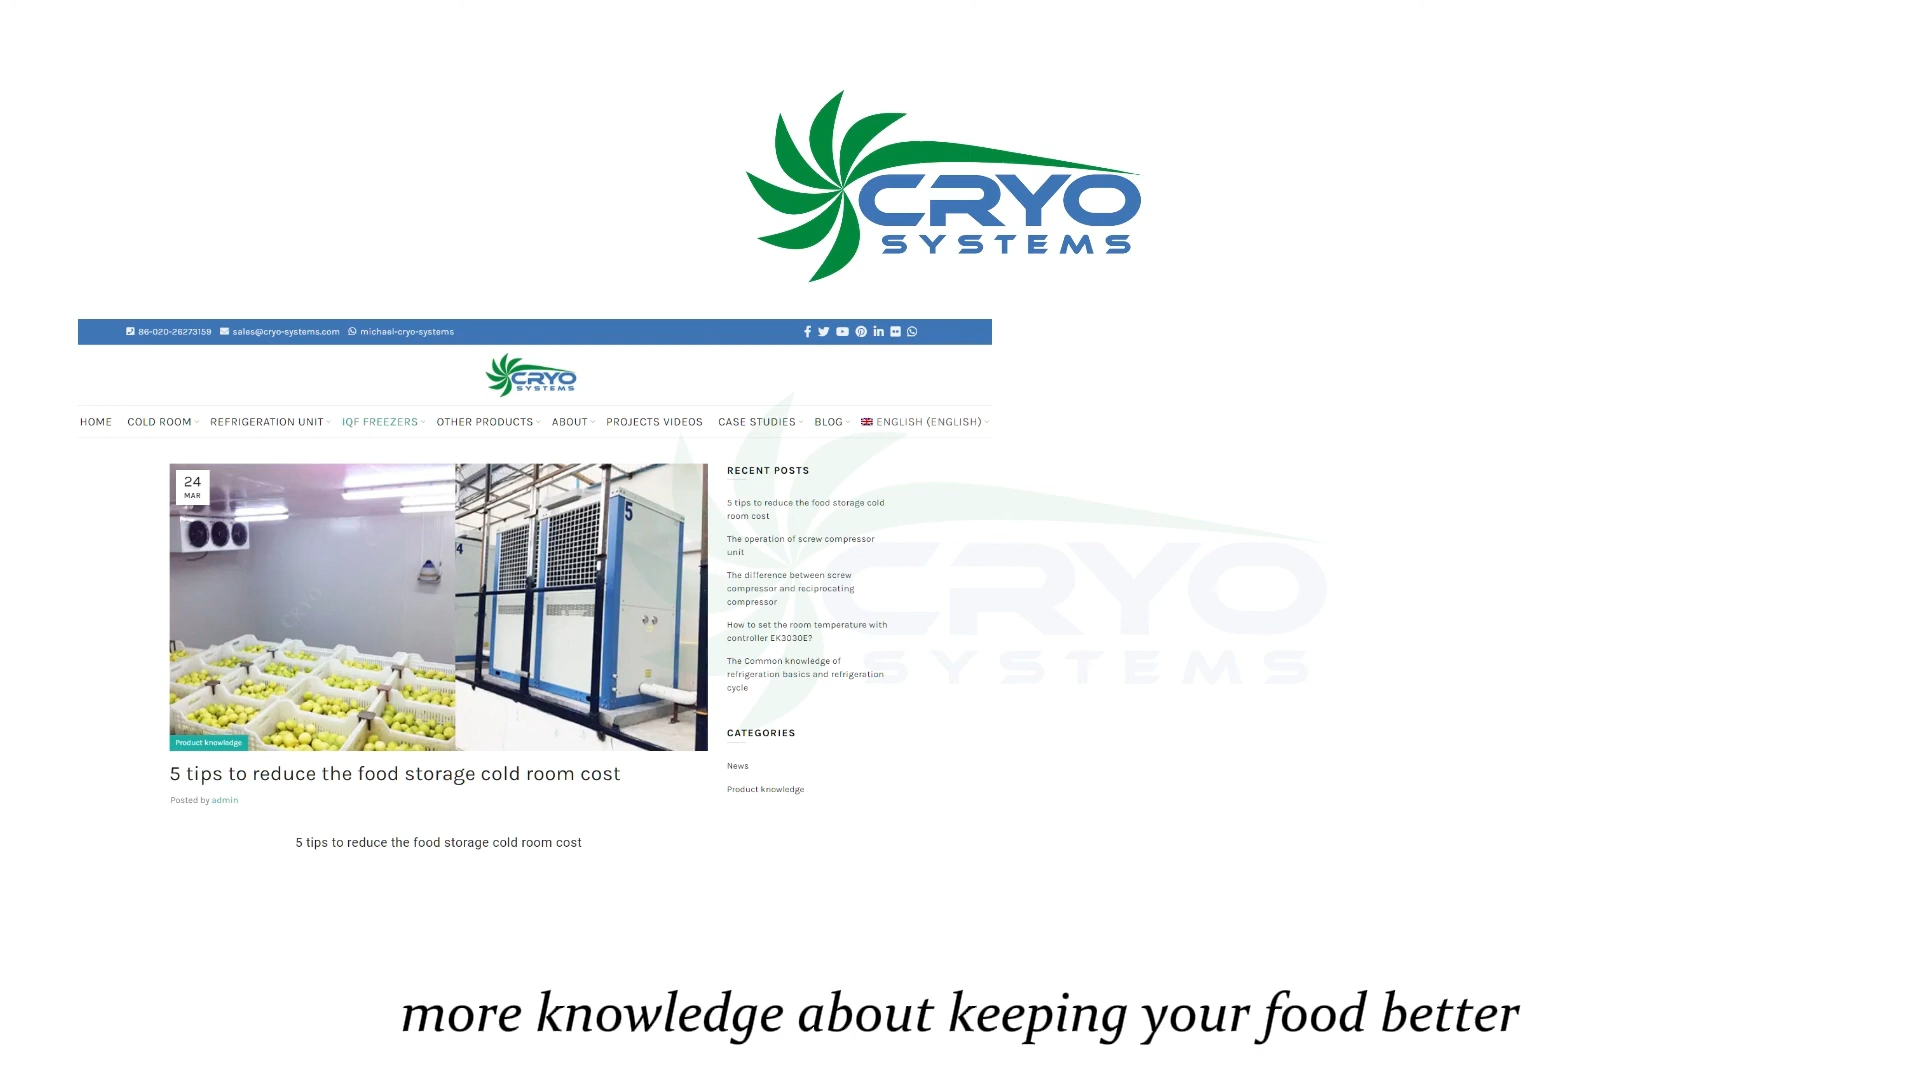 CRYO
SYSTEMS
86-020-26273159 sales@cryo-systems.com michael-cryo-systems
CRYO
SYSTEMS
HOME COLD ROOM REFRIGERATION UNIT IQF FREEZERS OTHER PRODUCTS ABOUT PROJECTS VIDEOS CASE STUDIES BLOG ENGLISH (ENGLISH)
24
MAR
4
5
CRYO
Product knowledge
5 tips to reduce the food storage cold room cost
Posted by admin
5 tips to reduce the food storage cold room cost
RECENT POSTS
5 tips to reduce the food storage cold
room cost
The operation of screw compressor
unit
The difference between screw
compressor and reciprocating
compressor
How to set the room temperature with
controller EK3030E?
The Common knowledge of
refrigeration basics and refrigeration
cycle
CATEGORIES
News
Product knowledge
CRYO
SYSTEMS
more knowledge about keeping your food better